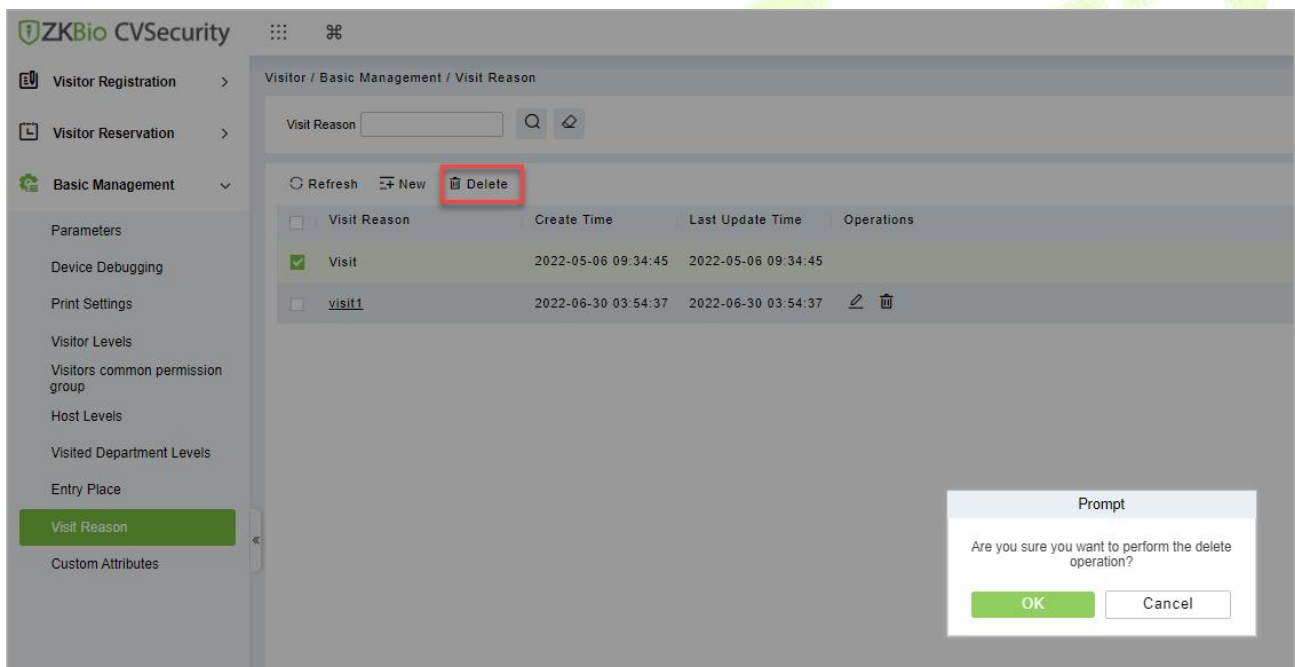 ZKBio CVSecurity
Visitor Registration
Visitor Reservation
Basic Management
Parameters
Device Debugging
Print Settings
Visitor Levels
Visitors common permission
group
Host Levels
Visited Department Levels
Entry Place
Visit Reason
Custom Attributes
Visitor / Basic Management / Visit Reason
Visit Reason
Refresh New Delete
Visit Reason Create Time Last Update Time Operations
Visit 2022-05-06 09:34:45 2022-05-06 09:34:45
visit1 2022-06-30 03:54:37 2022-06-30 03:54:37
Prompt
Are you sure you want to perform the delete
operation?
OK Cancel